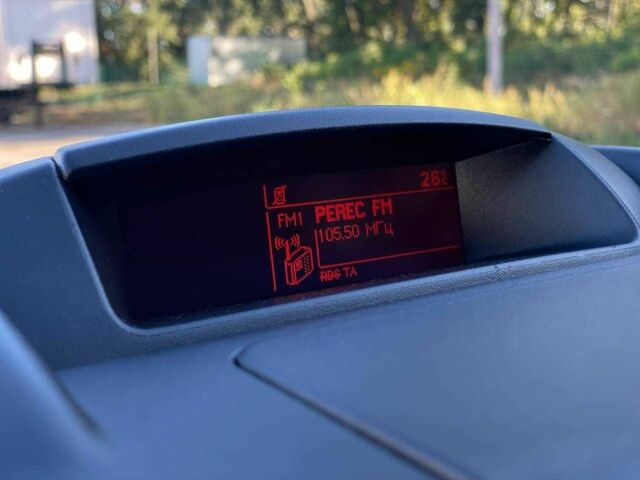 26°
FM1 PEREC FM
105.50 МГц
RDS TA